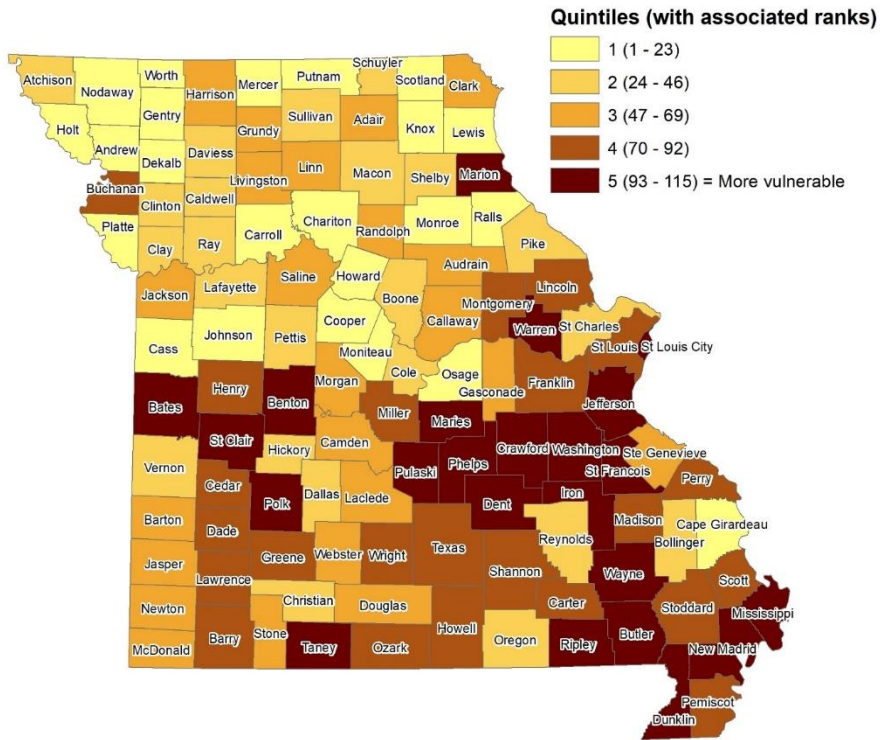 Quintiles (with associated ranks)
1 (1 - 23)
2 (24 - 46)
3 (47 - 69)
4 (70 - 92)
5 (93 - 115) = More vulnerable
Atchison
Nodaway
Worth
Harrison
Mercer
Putnam
Schuyler
Scotland
Clark
Holt
Gentry
Grundy
Sullivan
Adair
Knox
Lewis
Andrew
Dekalb
Daviess
Livingston
Linn
Macon
Shelby
Marion
Buchanan
Clinton
Caldwell
Platte
Clay
Ray
Carroll
Chariton
Randolph
Monroe
Ralls
Pike
Jackson
Lafayette
Saline
Howard
Boone
Audrain
Callaway
Montgomery
Lincoln
Cass
Johnson
Pettis
Cooper
Moniteau
Cole
Osage
Gasconade
Warren
St Charles
St Louis
St Louis City
Franklin
Jefferson
Bates
Henry
Benton
Morgan
Miller
Maries
St Clair
Hickory
Camden
Pulaski
Phelps
Crawford
Washington
St Francois
Ste Genevieve
Perry
Vernon
Cedar
Polk
Dallas
Laclede
Dent
Iron
Madison
Cape Girardeau
Bollinger
Barton
Dade
Greene
Webster
Wright
Texas
Reynolds
Shannon
Wayne
Scott
Jasper
Lawrence
Christian
Douglas
Carter
Stoddard
Mississippi
Newton
McDonald
Barry
Stone
Taney
Ozark
Howell
Oregon
Ripley
Butler
New Madrid
Pemiscot
Dunklin